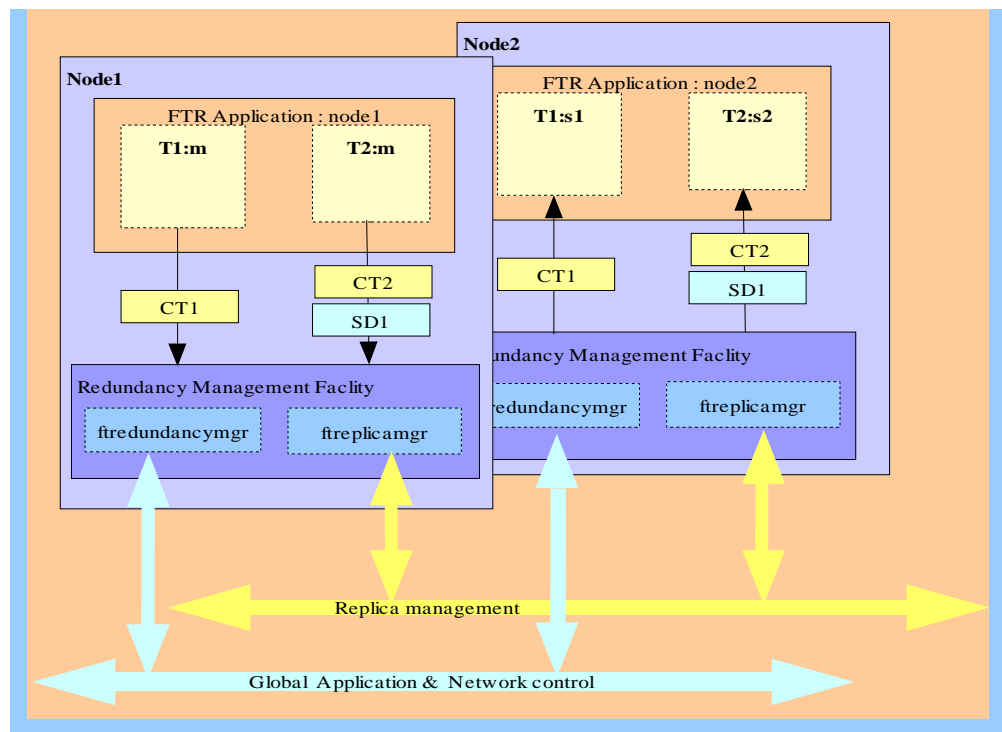 Node2
FTR Application : node2
T1:s1
T2:s2
CT1
CT2
SD1
undancy Management Faclity
redundancymgr
ftreplicamgr
Node1
FTR Application : node1
T1:m
T2:m
CT1
CT2
SD1
Redundancy Management Faclity
ftredundancymgr
ftreplicamgr
Replica management
Global Application & Network control